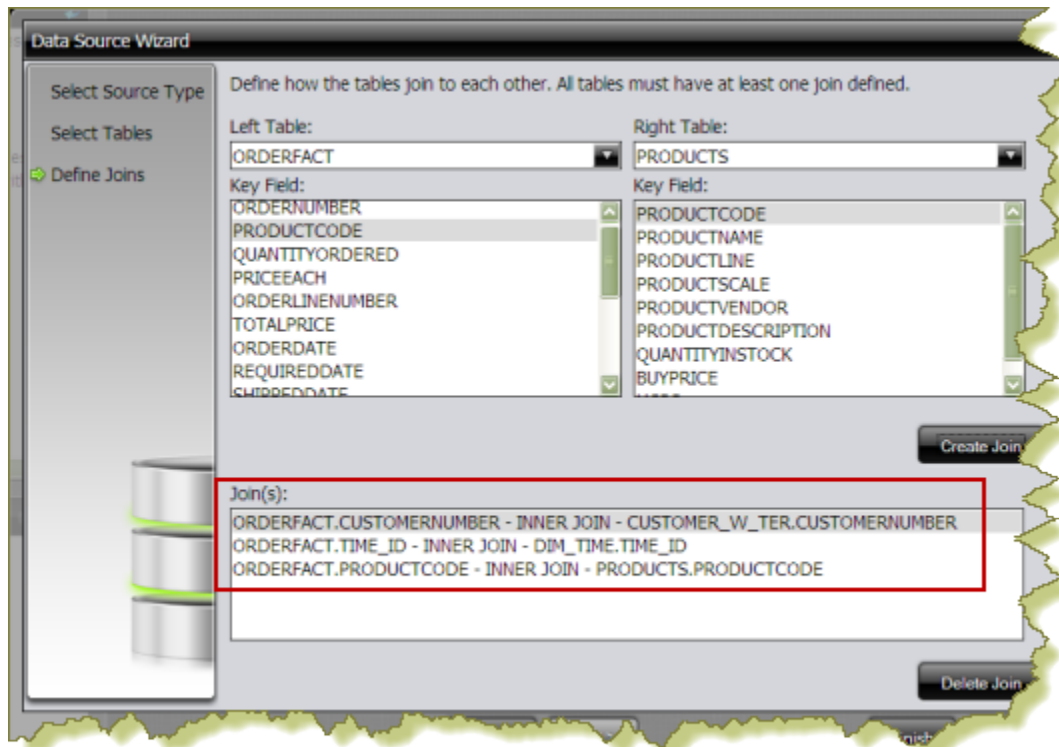 Data Source Wizard
Select Source Type
Select Tables
Define Joins
Define how the tables join to each other. All tables must have at least one join defined.
Left Table:
ORDERFACT
Key Field:
ORDERNUMBER
PRODUCTCODE
QUANTITYORDERED
PRICEEACH
ORDERLINENUMBER
TOTALPRICE
ORDERDATE
REQUIREDDATE
SHIPPEDDATE
Right Table:
PRODUCTS
Key Field:
PRODUCTCODE
PRODUCTNAME
PRODUCTLINE
PRODUCTSCALE
PRODUCTVENDOR
PRODUCTDESCRIPTION
QUANTITYINSTOCK
BUYPRICE
Create Join
Join(s):
ORDERFACT.CUSTOMERNUMBER - INNER JOIN - CUSTOMER_W_TER.CUSTOMERNUMBER
ORDERFACT.TIME_ID - INNER JOIN - DIM_TIME.TIME_ID
ORDERFACT.PRODUCTCODE - INNER JOIN - PRODUCTS.PRODUCTCODE
Delete Join